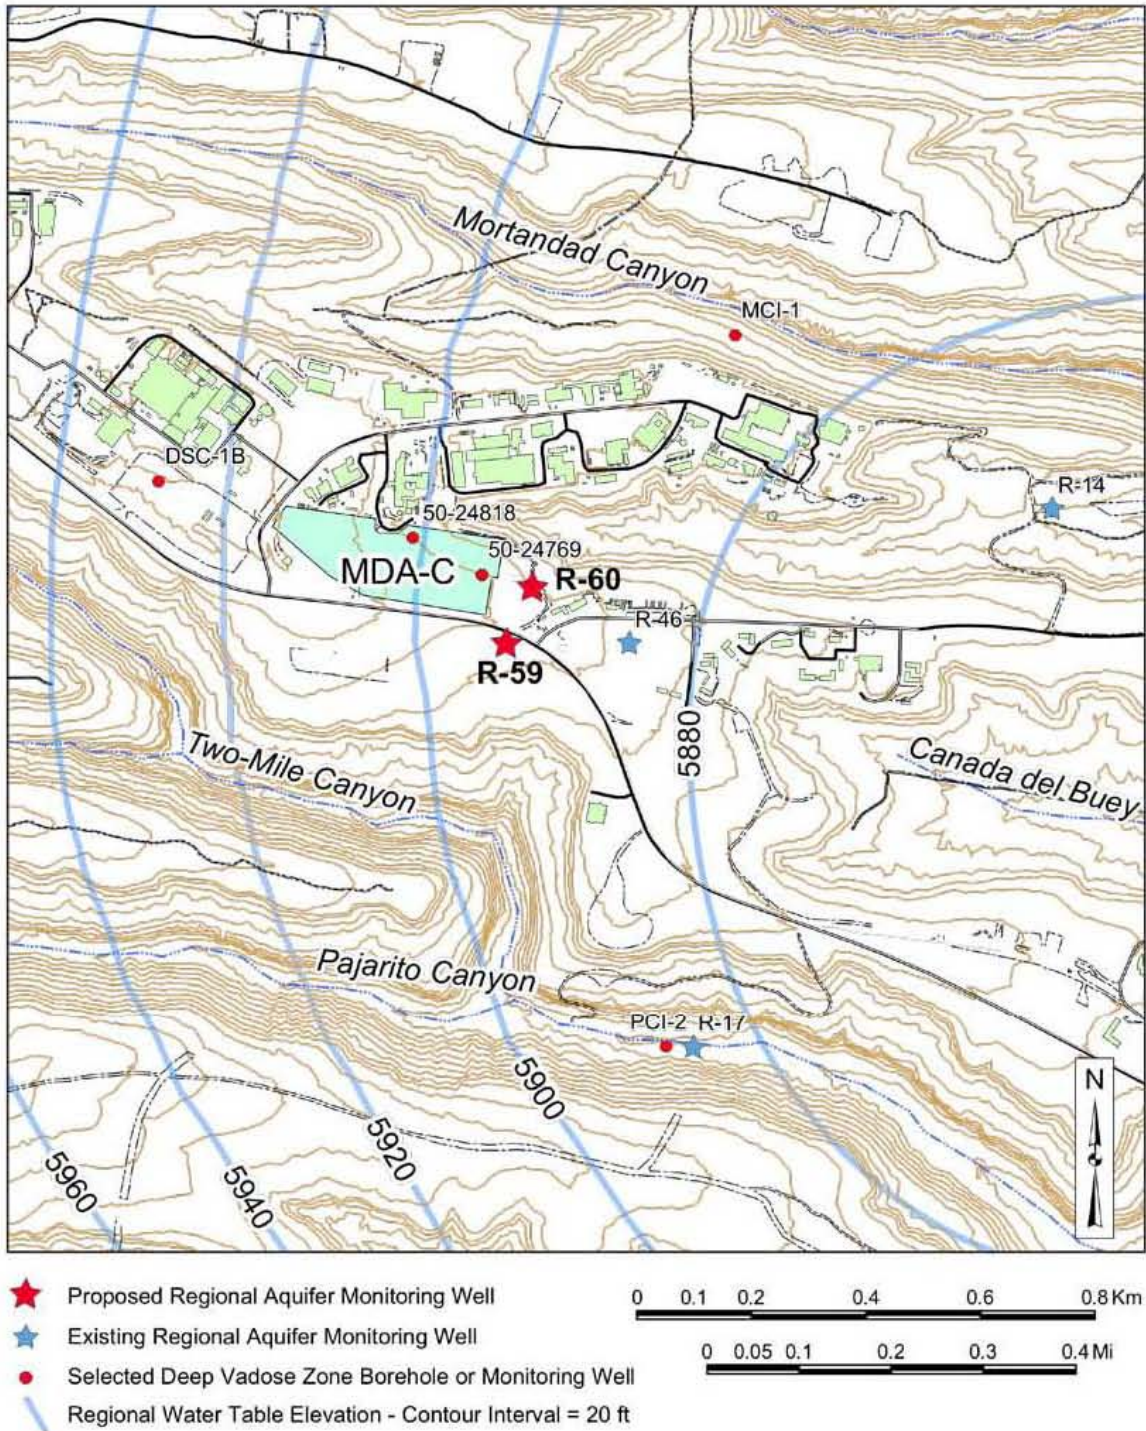 Mortandad Canyon
MCI-1
DSC-1B
R-14
50-24818
50-24769
MDA-C
R-60
R-46
R-59
5880
Two-Mile Canyon
Canada del Buey
Pajarito Canyon
PCI-2 R-17
N
5900
5920
5940
5960
Proposed Regional Aquifer Monitoring Well
0 0.1 0.2 0.4 0.6 0.8 Km
Existing Regional Aquifer Monitoring Well
0 0.05 0.1 0.2 0.3 0.4 Mi
Selected Deep Vadose Zone Borehole or Monitoring Well
Regional Water Table Elevation - Contour Interval = 20 ft